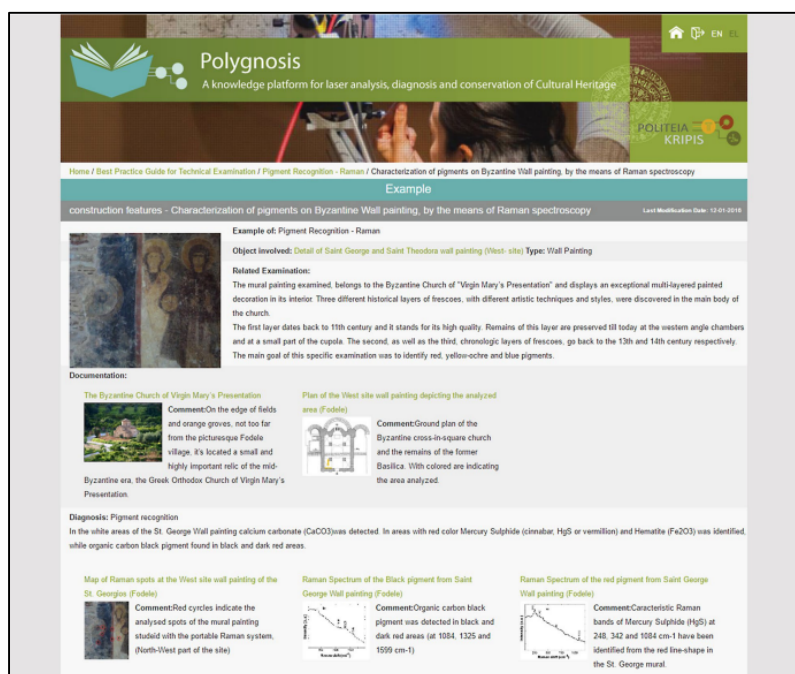 EN EL
Polygnosis
A knowledge platform for laser analysis, diagnosis and conservation of Cultural Heritage
POLITEIA
KRIPIS
Home / Best Practice Guide for Technical Examination / Pigment Recognition - Raman / Characterization of pigments on Byzantine Wall painting, by the means of Raman spectroscopy
Example
construction features - Characterization of pigments on Byzantine Wall painting, by the means of Raman spectroscopy Last Modification Date: 12-01-2018
Example of: Pigment Recognition - Raman
Object involved: Detail of Saint George and Saint Theodora wall painting (West- site) Type: Wall Painting
Related Examination:
The mural painting examined, belongs to the Byzantine Church of "Virgin Mary's Presentation" and displays an exceptional multi-layered painted
decoration in its interior. Three different historical layers of frescoes, with different artistic techniques and styles, were discovered in the main body of
the church.
The first layer dates back to 11th century and it stands for its high quality. Remains of this layer are preserved till today at the western angle chambers
and at a small part of the cupola. The second, as well as the third, chronologic layers of frescoes, go back to the 13th and 14th century respectively.
The main goal of this specific examination was to identify red, yellow-ochre and blue pigments.
Documentation:
The Byzantine Church of Virgin Mary's Presentation
Comment:On the edge of fields
and orange groves, not too far
from the picturesque Fodele
village, it's located a small and
highly important relic of the mid-
Byzantine era, the Greek Orthodox Church of Virgin Mary's
Presentation.
Plan of the West site wall painting depicting the analyzed
area (Fodele)
Comment:Ground plan of the
Byzantine cross-in-square church
and the remains of the former
Basilica. With colored are indicating
the area analyzed.
Diagnosis: Pigment recognition
In the white areas of the St. George Wall painting calcium carbonate (CaCO3)was detected. In areas with red color Mercury Sulphide (cinnabar, HgS or vermillion) and Hematite (Fe2O3) was identified,
while organic carbon black pigment found in black and dark red areas.
Map of Raman spots at the West site wall painting of the
St. Georgios (Fodele)
Comment:Red cyrcles indicate the
analysed spots of the mural painting
studeid with the portable Raman system,
(North-West part of the site)
Raman Spectrum of the Black pigment from Saint
George Wall painting (Fodele)
Comment:Organic carbon black
pigment was detected in black and
dark red areas (at 1084, 1325 and
1599 cm-1)
Raman Spectrum of the red pigment from Saint George
Wall painting (Fodele)
Comment:Caracteristic Raman
bands of Mercury Sulphide (HgS) at
248, 342 and 1084 cm-1 have been
identified from the red line-shape in
the St. George mural.